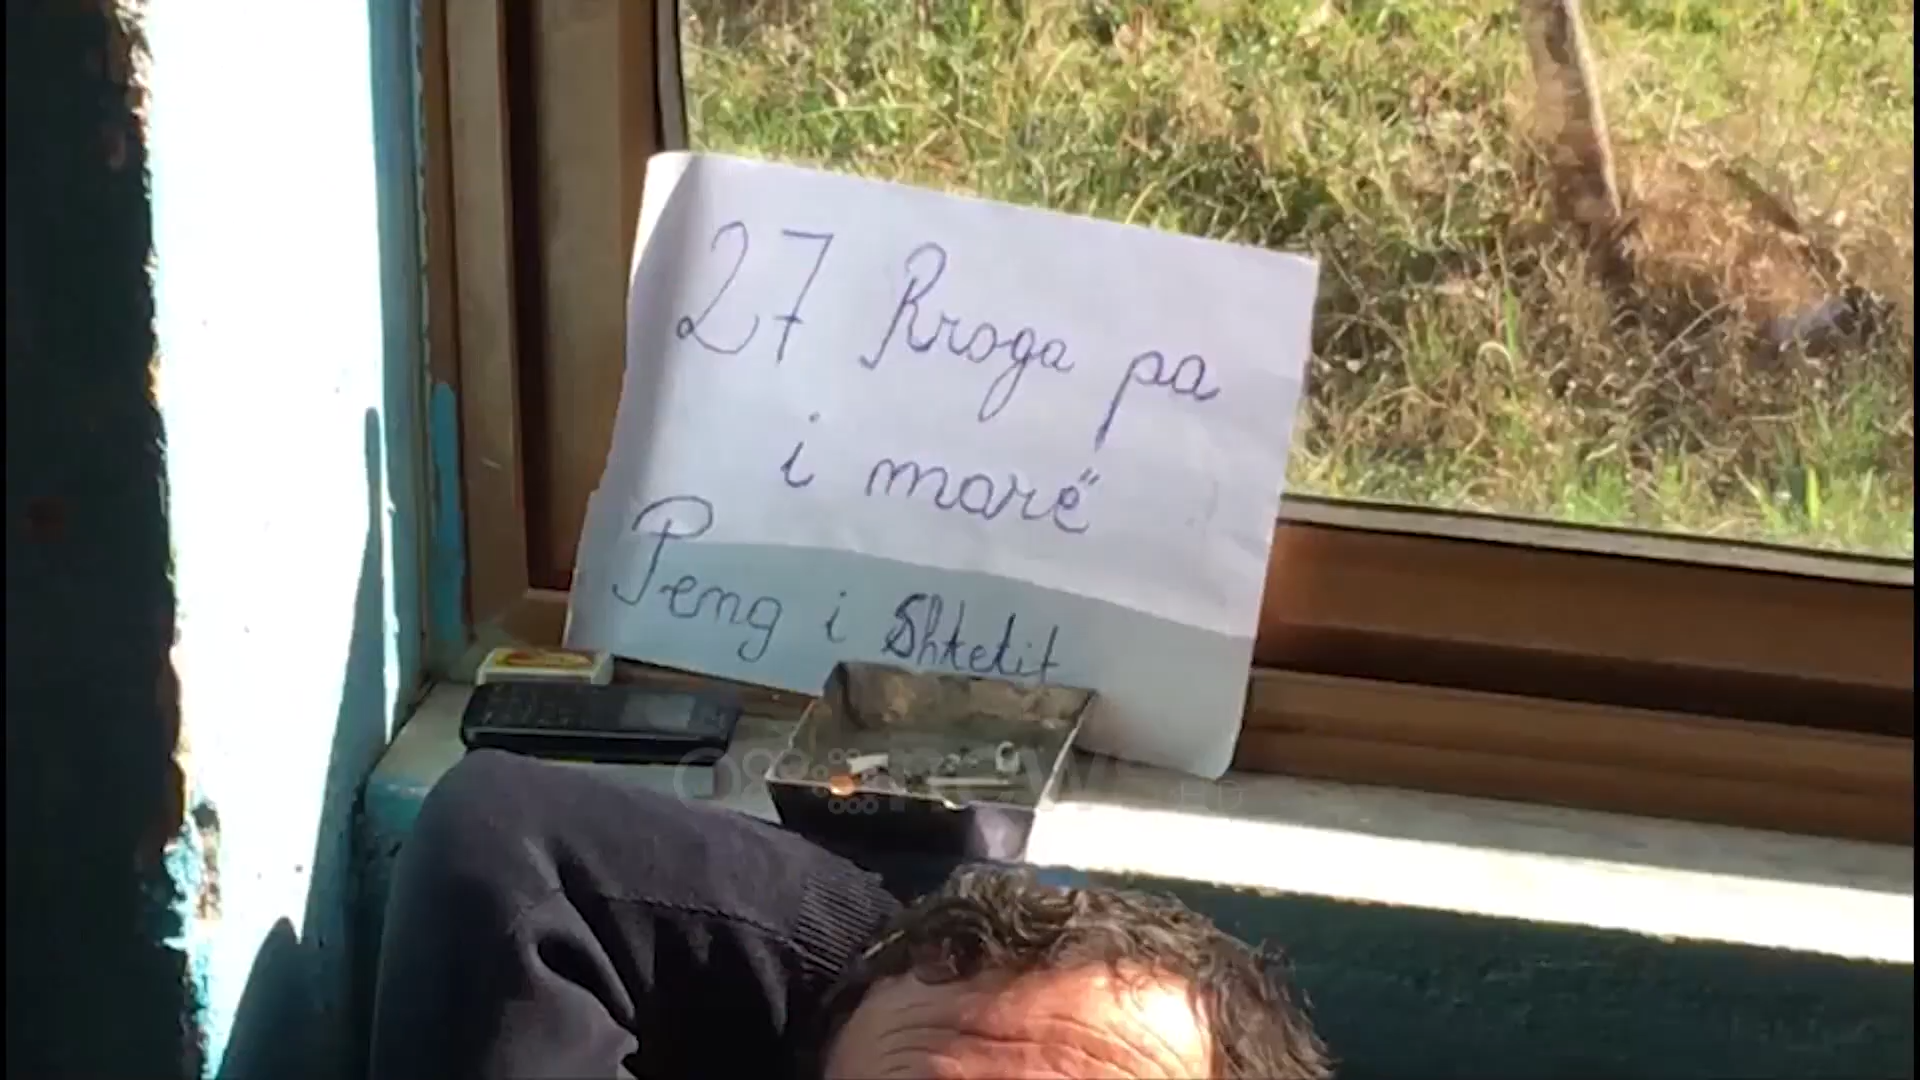 27 Rroga pa
i marë
Peng i Shtetit